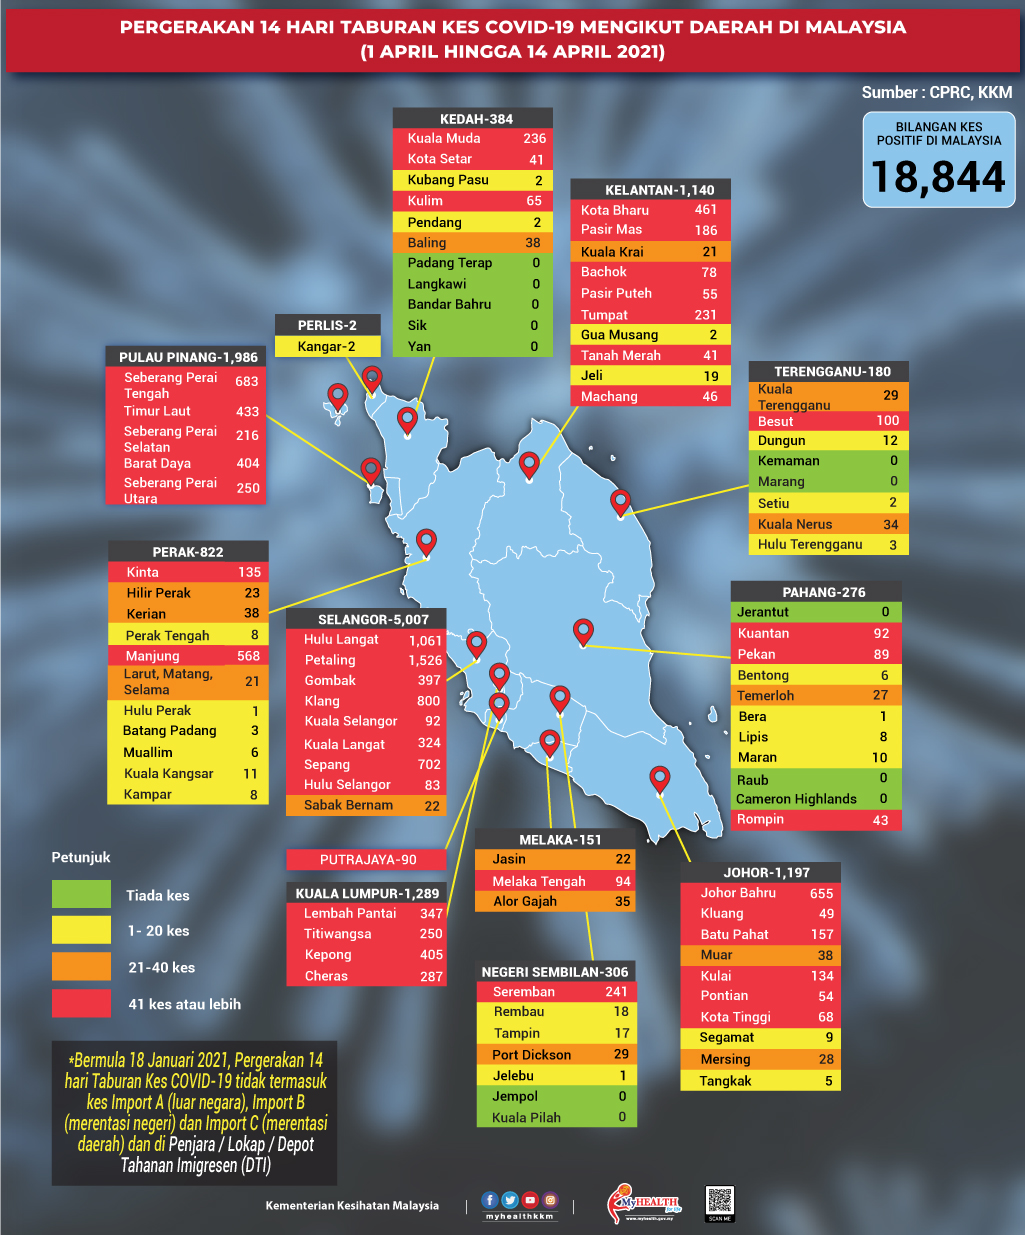 PERGERAKAN 14 HARI TABURAN KES COVID-19 MENGIKUT DAERAH DI MALAYSIA
(1 APRIL HINGGA 14 APRIL 2021)
Sumber : CPRC, KKM
BILANGAN KES
POSITIF DI MALAYSIA
18,844
KEDAH-384
Kuala Muda 236
Kota Setar 41
Kubang Pasu 2
Kulim 65
Pendang 2
Baling 38
Padang Terap 0
Langkawi 0
Bandar Bahru 0
Sik 0
Yan 0
KELANTAN-1,140
Kota Bharu 461
Pasir Mas 186
Kuala Krai 21
Bachok 78
Pasir Puteh 55
Tumpat 231
Gua Musang 2
Tanah Merah 41
Jeli 19
Machang 46
PERLIS-2
Kangar-2
PULAU PINANG-1,986
Seberang Perai
Tengah 683
Timur Laut 433
Seberang Perai
Selatan 216
Barat Daya 404
Seberang Perai
Utara 250
TERENGGANU-180
Kuala
Terengganu 29
Besut 100
Dungun 12
Kemaman 0
Marang 0
Setiu 2
Kuala Nerus 34
Hulu Terengganu 3
PERAK-822
Kinta 135
Hilir Perak 23
Kerian 38
Perak Tengah 8
Manjung 568
Larut, Matang,
Selama 21
Hulu Perak 1
Batang Padang 3
Muallim 6
Kuala Kangsar 11
Kampar 8
SELANGOR-5,007
Hulu Langat 1,061
Petaling 1,526
Gombak 397
Klang 800
Kuala Selangor 92
Kuala Langat 324
Sepang 702
Hulu Selangor 83
Sabak Bernam 22
PAHANG-276
Jerantut 0
Kuantan 92
Pekan 89
Bentong 6
Temerloh 27
Bera 1
Lipis 8
Maran 10
Raub 0
Cameron Highlands 0
Rompin 43
PUTRAJAYA-90
KUALA LUMPUR-1,289
Lembah Pantai 347
Titiwangsa 250
Kepong 405
Cheras 287
MELAKA-151
Jasin 22
Melaka Tengah 94
Alor Gajah 35
NEGERI SEMBILAN-306
Seremban 241
Rembau 18
Tampin 17
Port Dickson 29
Jelebu 1
Jempol 0
Kuala Pilah 0
JOHOR-1,197
Johor Bahru 655
Kluang 49
Batu Pahat 157
Muar 38
Kulai 134
Pontian 54
Kota Tinggi 68
Segamat 9
Mersing 28
Tangkak 5
Petunjuk
Tiada kes
1- 20 kes
21-40 kes
41 kes atau lebih
*Bermula 18 Januari 2021, Pergerakan 14
hari Taburan Kes COVID-19 tidak termasuk
kes Import A (luar negara), Import B
(merentasi negeri) dan Import C (merentasi
daerah) dan di Penjara / Lokap / Depot
Tahanan Imigresen (DTI)
Kementerian Kesihatan Malaysia
myhealthkkm
MyHEALTH
for life
www.myhealth.gov.my
SCAN ME